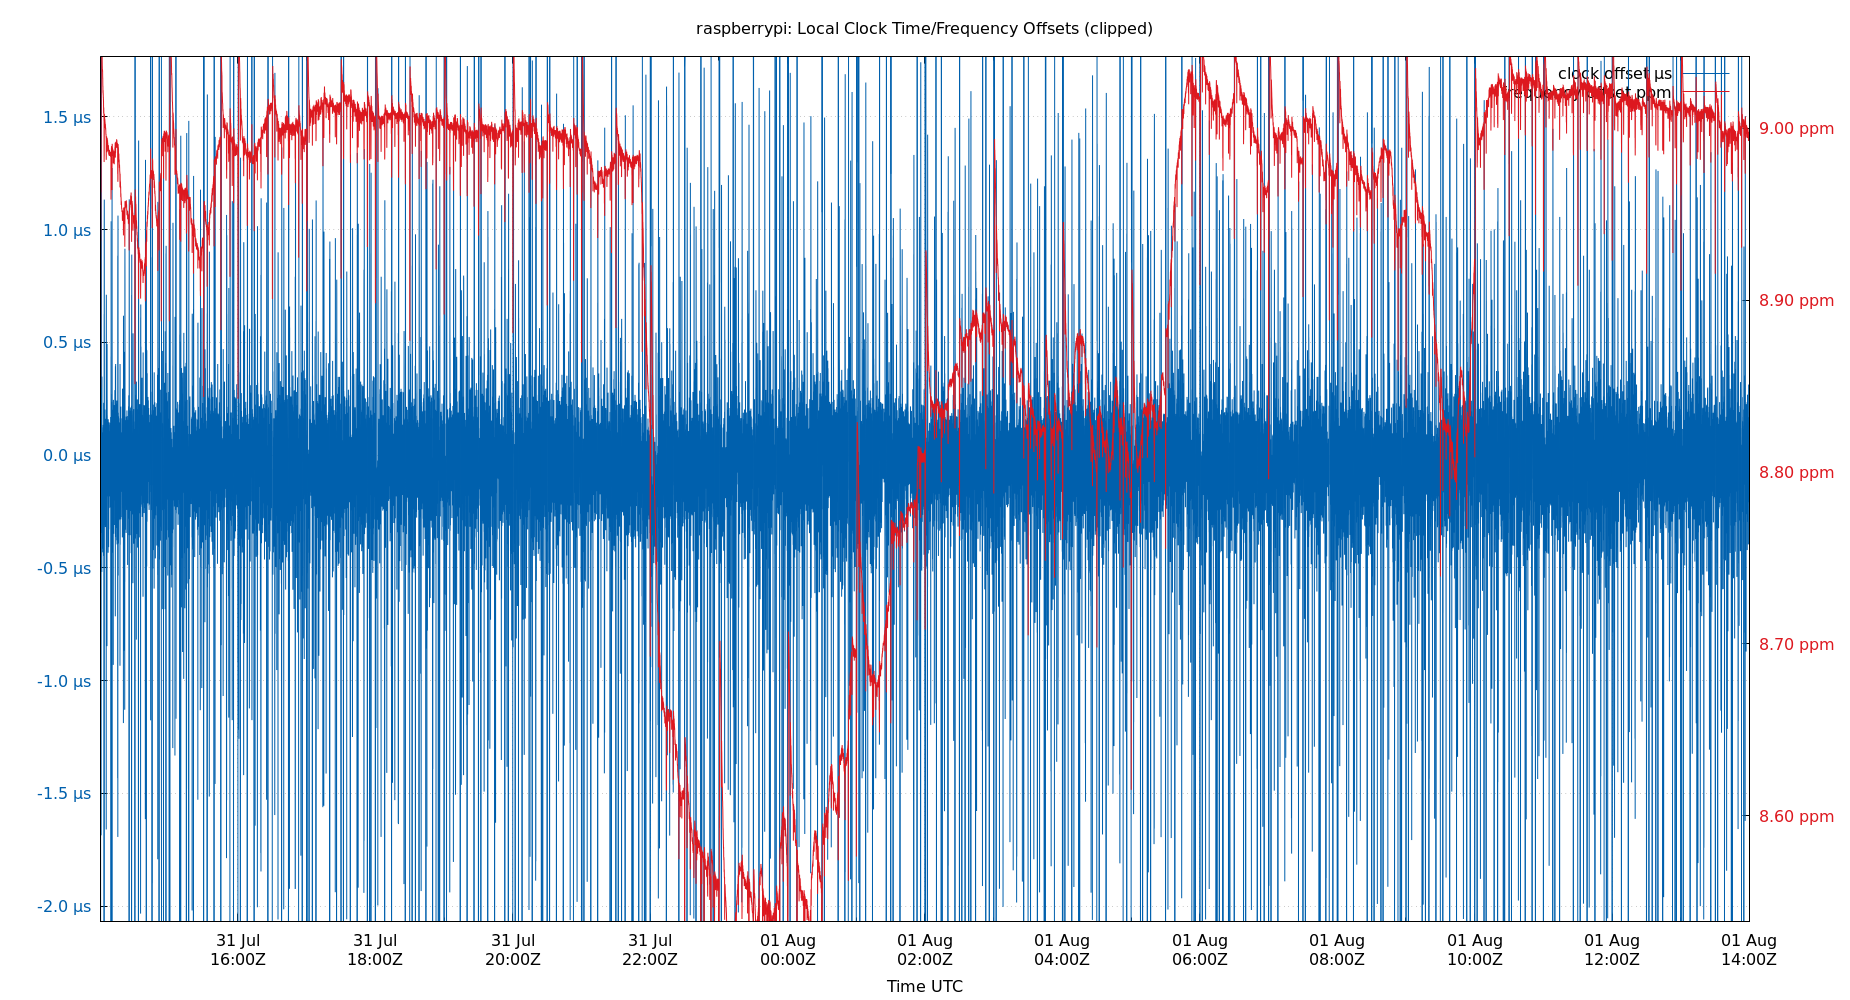 raspberrypi: Local Clock Time/Frequency Offsets (clipped)
clock offset µs
frequency offset ppm
1.5 µs
1.0 µs
0.5 µs
0.0 µs
-0.5 µs
-1.0 µs
-1.5 µs
-2.0 µs
9.00 ppm
8.90 ppm
8.80 ppm
8.70 ppm
8.60 ppm
31 Jul 31 Jul 31 Jul 31 Jul 01 Aug 01 Aug 01 Aug 01 Aug 01 Aug 01 Aug 01 Aug 01 Aug
16:00Z 18:00Z 20:00Z 22:00Z 00:00Z 02:00Z 04:00Z 06:00Z 08:00Z 10:00Z 12:00Z 14:00Z
Time UTC